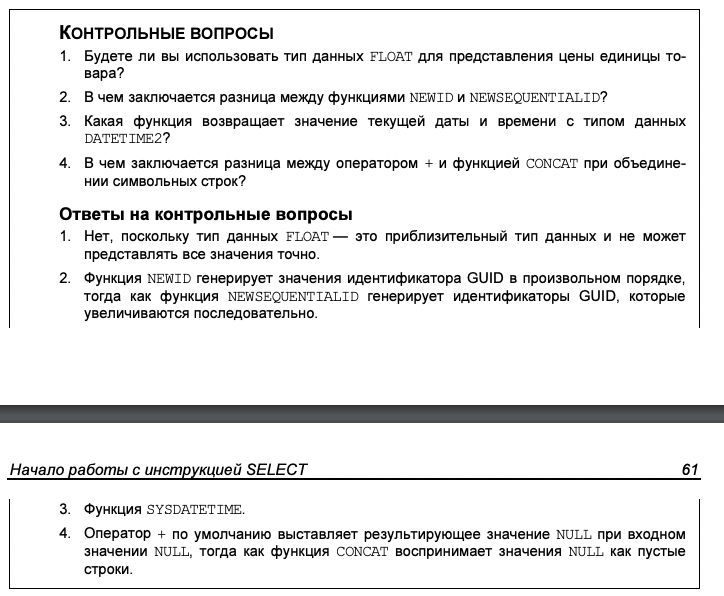 КОНТРОЛЬНЫЕ ВОПРОСЫ
1. Будете ли вы использовать тип данных FLOAT для представления цены единицы то-
вара?
2. В чем заключается разница между функциями NEWID и NEWSEQUENTIALID?
3. Какая функция возвращает значение текущей даты и времени с типом данных
DATETIME2?
4. В чем заключается разница между оператором + и функцией CONCAT при объедине-
нии символьных строк?
Ответы на контрольные вопросы
1. Нет, поскольку тип данных FLOAT — это приблизительный тип данных и не может
представлять все значения точно.
2. Функция NEWID генерирует значения идентификатора GUID в произвольном порядке,
тогда как функция NEWSEQUENTIALID генерирует идентификаторы GUID, которые
увеличиваются последовательно.
Начало работы с инструкцией SELECT 61
3. Функция SYSDATETIME.
4. Оператор + по умолчанию выставляет результирующее значение NULL при входном
значении NULL, тогда как функция CONCAT воспринимает значения NULL как пустые
строки.